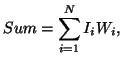 $Sum = \sum_{i=1}^{N} I_i W_i,$